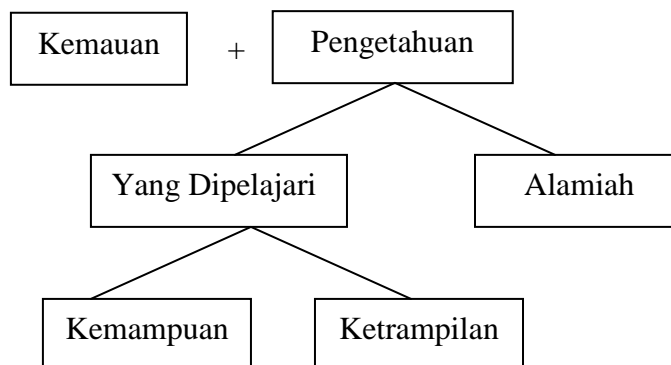 Kemauan + Pengetahuan
Yang Dipelajari Alamiah
Kemampuan Ketrampilan